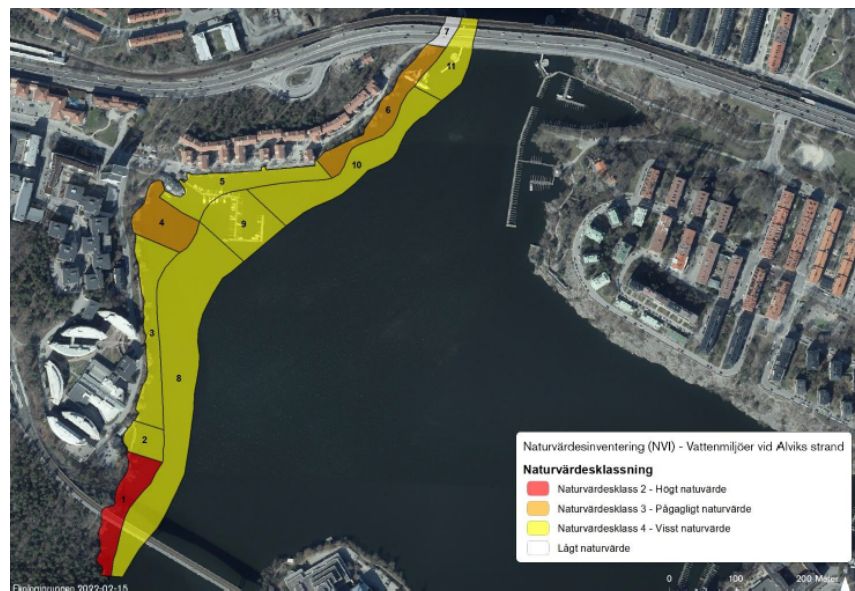 7
11
6
10
5
4
9
3
8
2
1
Naturvärdesinventering (NVI) - Vattenmiljöer vid Alviks strand
Naturvärdesklassning
Naturvärdesklass 2 - Högt natuvärde
Naturvärdesklass 3 - Pågagligt naturvärde
Naturvärdesklass 4 - Visst naturvärde
Lågt naturvärde
0 100 200 Meter
Ekologigruppen 2022-02-15